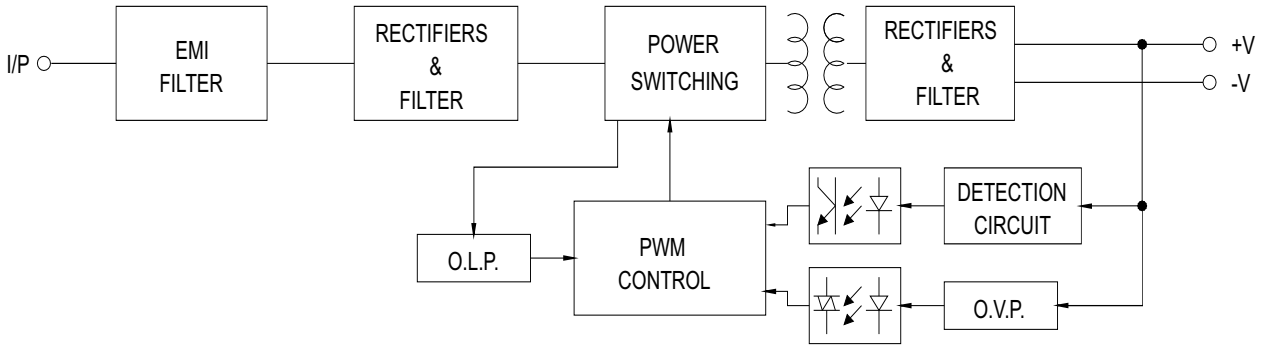 I/P
EMI
FILTER
RECTIFIERS
&
FILTER
POWER
SWITCHING
RECTIFIERS
&
FILTER
+V
-V
O.L.P.
PWM
CONTROL
DETECTION
CIRCUIT
O.V.P.